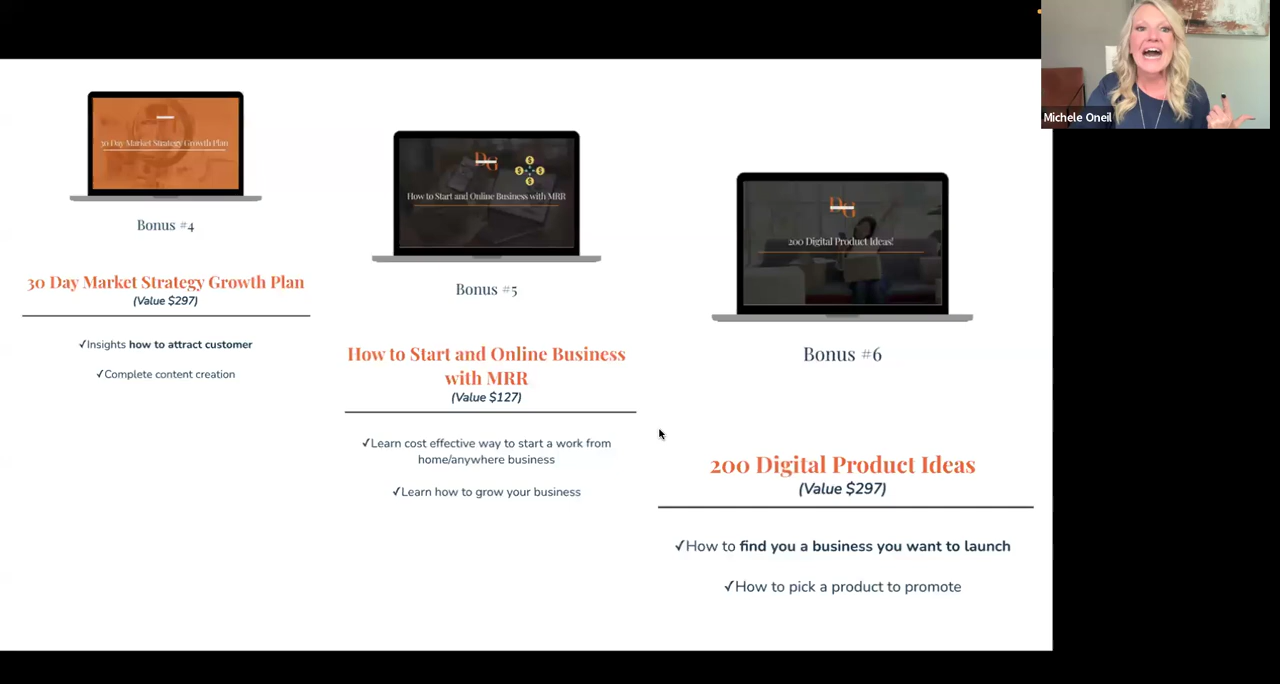 Michele Oneil
30 Day Market Strategy Growth Plan
Bonus #4
30 Day Market Strategy Growth Plan
(Value $297)
✓Insights how to attract customer
✓Complete content creation
DG
How to Start and Online Business with MRR
Bonus #5
How to Start and Online Business
with MRR
(Value $127)
✓Learn cost effective way to start a work from
home/anywhere business
✓Learn how to grow your business
DG
200 Digital Product Ideas!
Bonus #6
200 Digital Product Ideas
(Value $297)
✓How to find you a business you want to launch
✓How to pick a product to promote